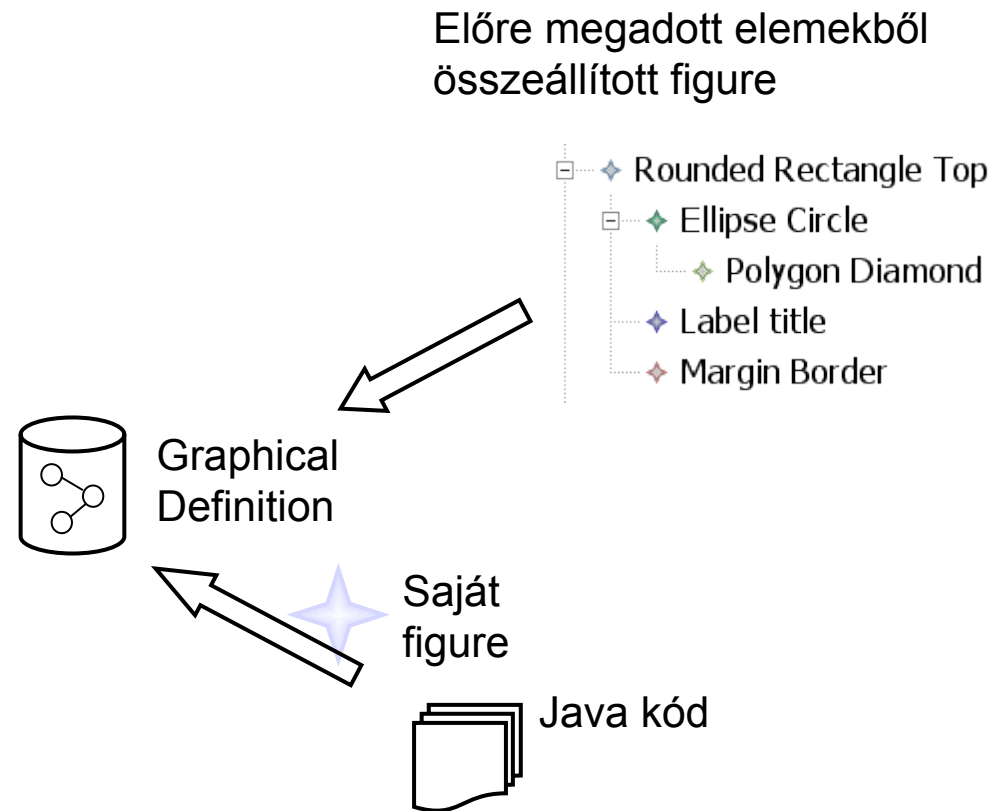 Előre megadott elemekből
összeállított figure
Rounded Rectangle Top
Ellipse Circle
Polygon Diamond
Label title
Margin Border
Graphical
Definition
Saját
figure
Java kód